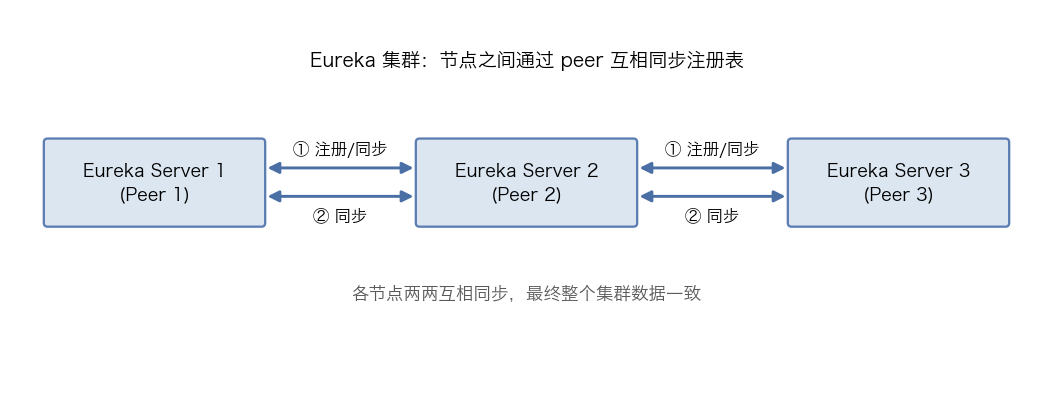 Eureka 集群：节点之间通过 peer 互相同步注册表
① 注册/同步
① 注册/同步
Eureka Server 1
(Peer 1)
Eureka Server 2
(Peer 2)
Eureka Server 3
(Peer 3)
② 同步
② 同步
各节点两两互相同步，最终整个集群数据一致